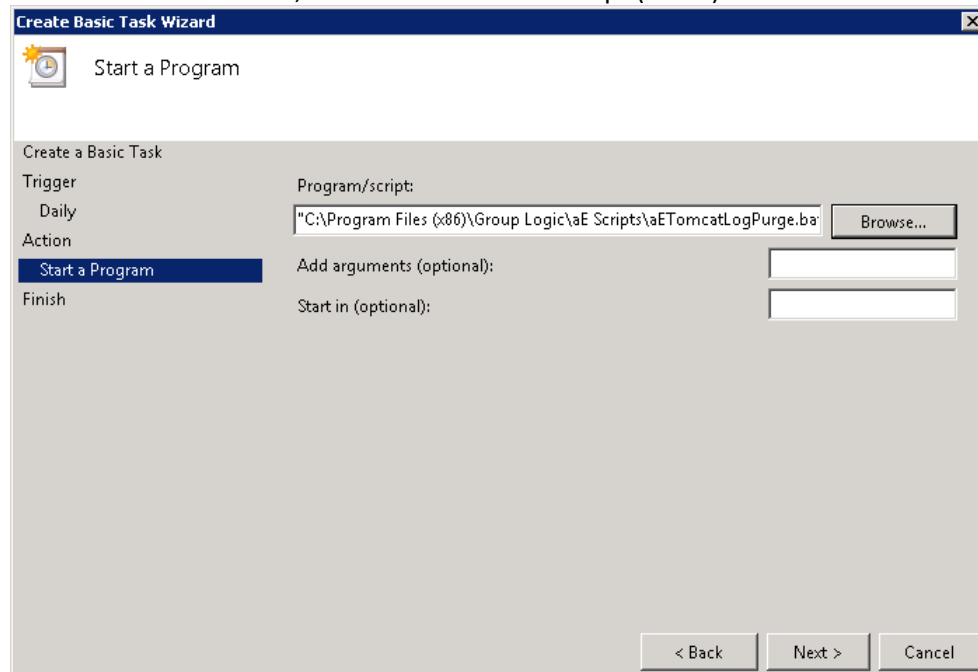 Create Basic Task Wizard
Start a Program
Create a Basic Task
Trigger
Daily
Action
Start a Program
Finish
Program/script:
"C:\Program Files (x86)\Group Logic\aE Scripts\aETomcatLogPurge.ba
Browse...
Add arguments (optional):
Start in (optional):
< Back
Next >
Cancel